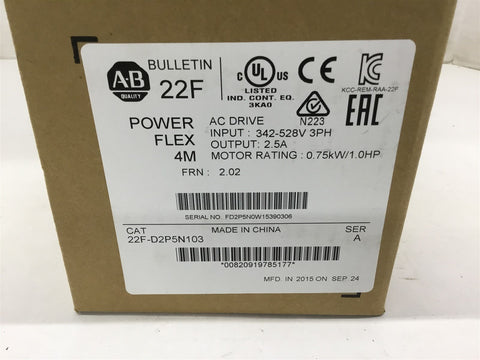 A-B
QUALITY
BULLETIN
22F
UL
LISTED
IND. CONT. EQ.
3KA0
CE
KCC-REM-RAA-22F
N223
EAC
POWER
FLEX
4M
AC DRIVE
INPUT : 342-528V 3PH
OUTPUT: 2.5A
MOTOR RATING : 0.75kW/1.0HP
FRN : 2.02
SERIAL NO. FD2P5N0W15390306
CAT
22F-D2P5N103
MADE IN CHINA
SER
A
*00820919785177*
MFD. IN 2015 ON SEP 24